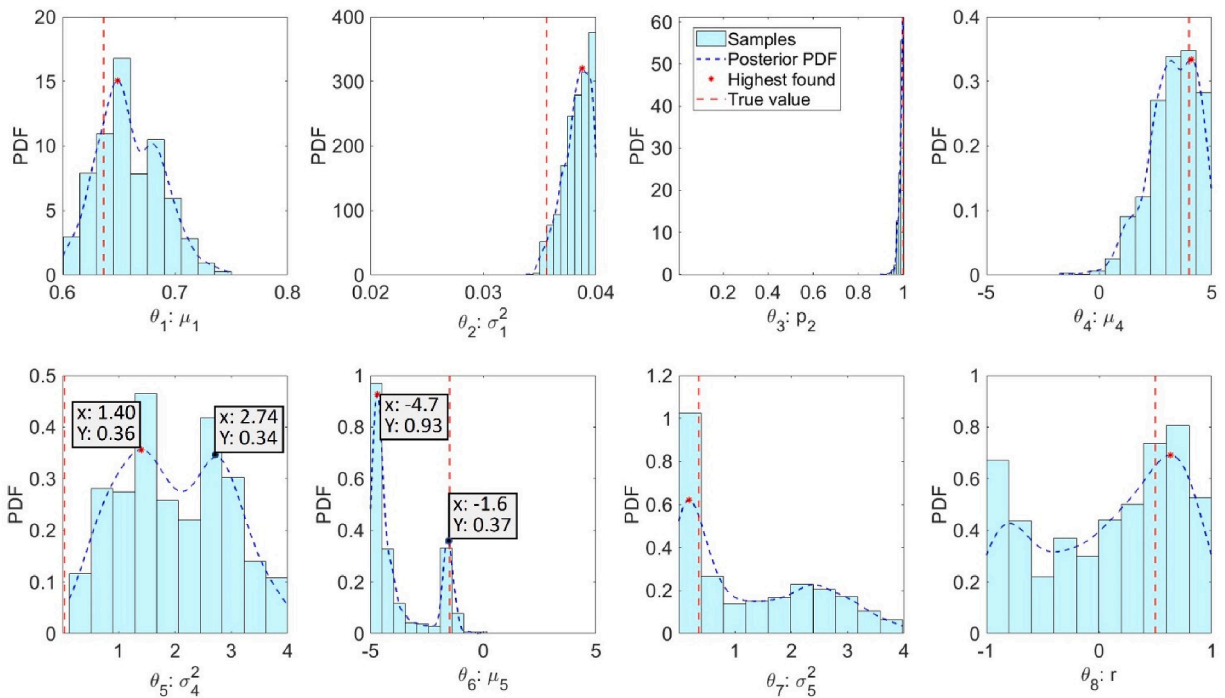 20
15
10
5
0
PDF
0.6
0.7
0.8
θ1: μ1
400
300
200
100
0
PDF
0.02
0.03
0.04
θ2: σ1^2
60
50
40
30
20
10
0
PDF
Samples
Posterior PDF
Highest found
True value
0.2
0.4
0.6
0.8
1
θ3: p2
0.4
0.3
0.2
0.1
0
PDF
-5
0
5
θ4: μ4
0.5
0.4
0.3
0.2
0.1
0
PDF
x: 1.40
Y: 0.36
x: 2.74
Y: 0.34
1
2
3
4
θ5: σ4^2
1
0.8
0.6
0.4
0.2
0
PDF
x: -4.7
Y: 0.93
x: -1.6
Y: 0.37
-5
0
5
θ6: μ5
1.2
1
0.8
0.6
0.4
0.2
0
PDF
1
2
3
4
θ7: σ5^2
1
0.8
0.6
0.4
0.2
0
PDF
-1
0
1
θ8: r